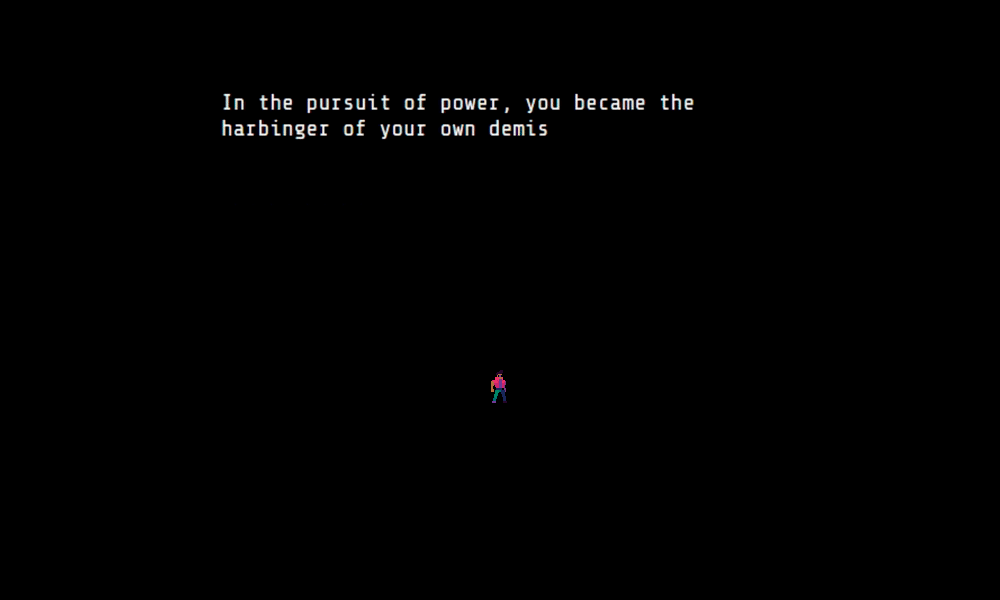 In the pursuit of power, you became the
harbinger of your own demis